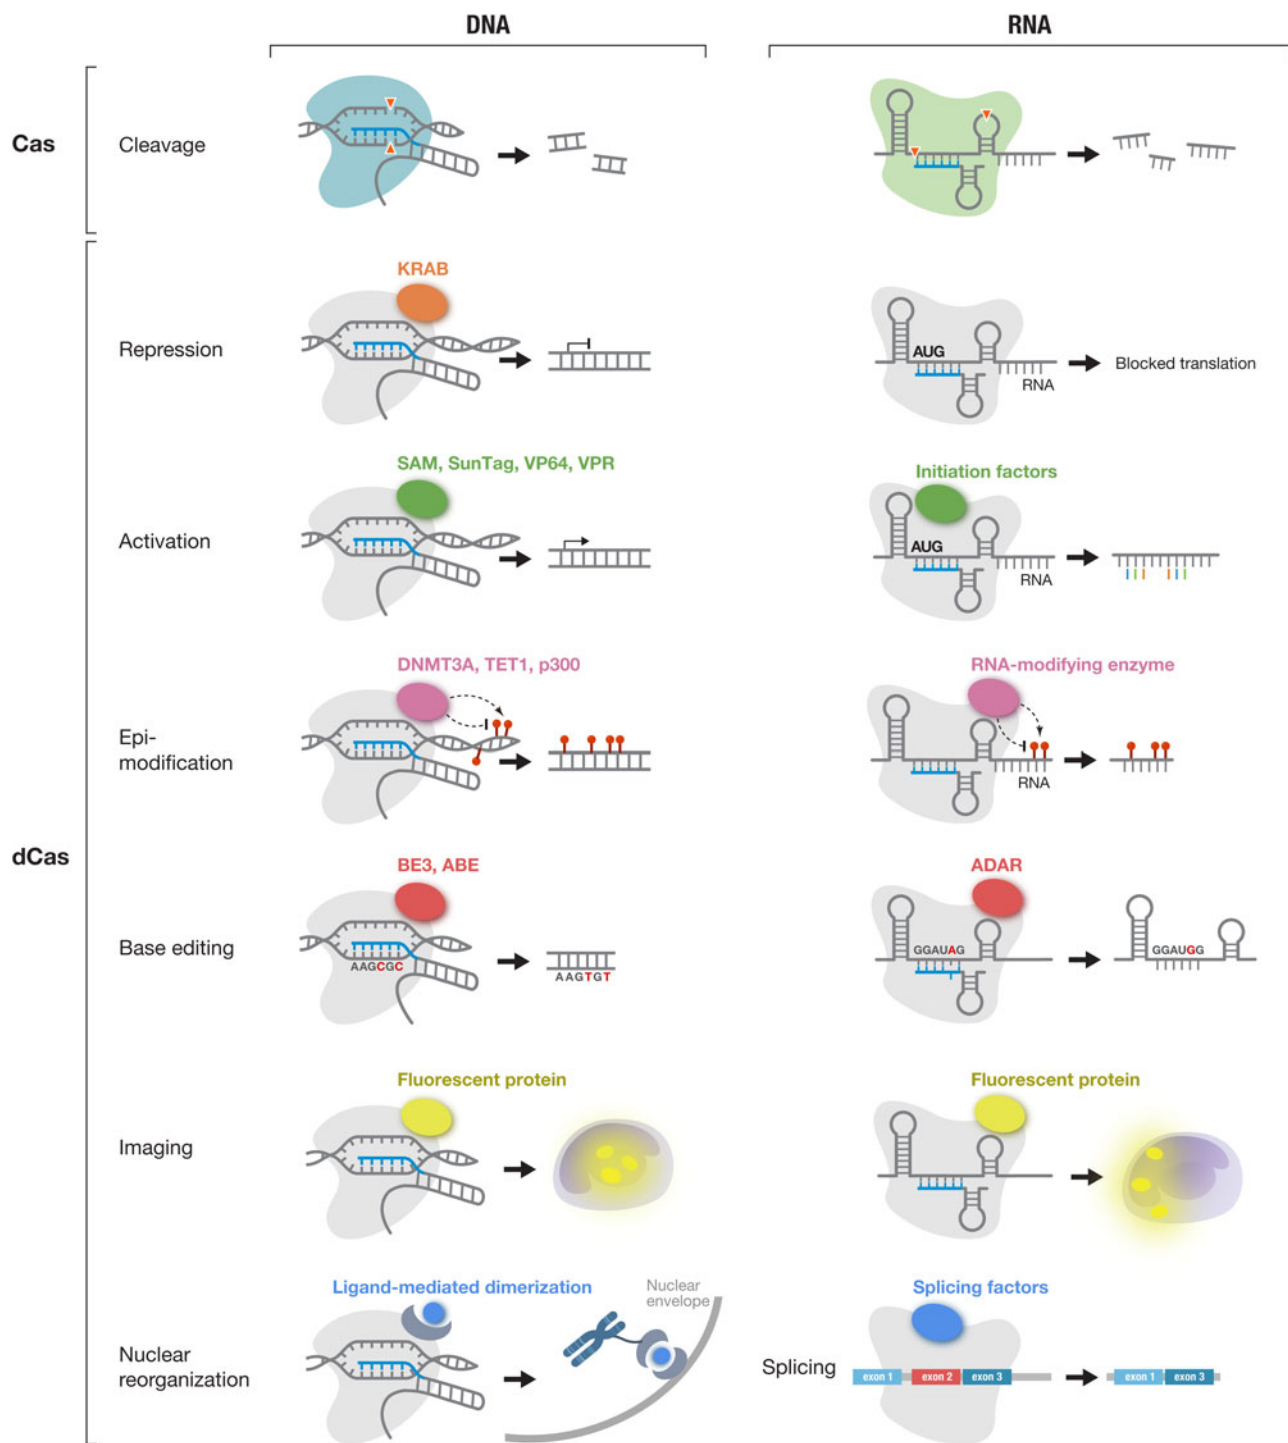 DNA
RNA
Cas
Cleavage
KRAB
Repression
AUG
RNA
Blocked translation
SAM, SunTag, VP64, VPR
Initiation factors
Activation
AUG
RNA
DNMT3A, TET1, p300
RNA-modifying enzyme
Epi-
modification
RNA
dCas
BE3, ABE
ADAR
Base editing
AAGCGC
AAGTGT
GGAUAG
GGAUGG
Fluorescent protein
Fluorescent protein
Imaging
Ligand-mediated dimerization
Nuclear
envelope
Splicing factors
Nuclear
reorganization
Splicing
exon 1
exon 2
exon 3
exon 1
exon 3